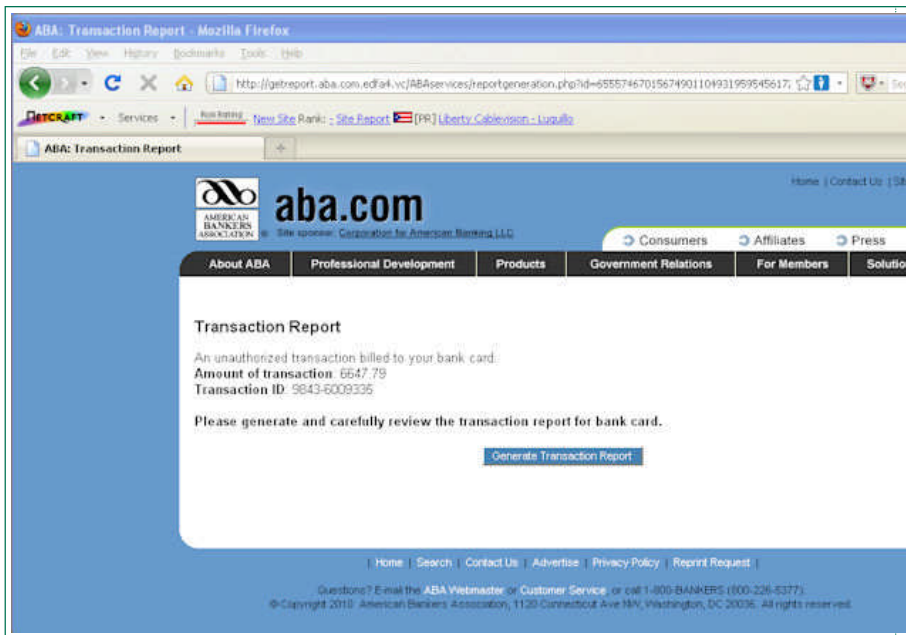 ABA: Transaction Report - Mozilla Firefox
File Edit View History Bookmarks Tools Help
http://getreport.aba.com.edfa4.vc/ABAservices/reportgeneration.php?id=
NETCRAFT Services Risk Rating New Site Rank: - Site Report [PR] Liberty Cablevision - Luquillo
ABA: Transaction Report
Home | Contact Us |
AMERICAN BANKERS ASSOCIATION
aba.com
Site sponsor: Corporation for American Banking LLC
Consumers Affiliates Press
About ABA Professional Development Products Government Relations For Members Solutio
Transaction Report
An unauthorized transaction billed to your bank card.
Amount of transaction: 6647.79
Transaction ID: 9843-6009335
Please generate and carefully review the transaction report for bank card.
Generate Transaction Report
| Home | Search | Contact Us | Advertise | Privacy Policy | Reprint Request |
Questions? E-mail the ABA Webmaster or Customer Service, or call 1-800-BANKERS (800-226-5377).
© Copyright 2010 American Bankers Association, 1120 Connecticut Ave NW, Washington, DC 20036. All rights reserved.